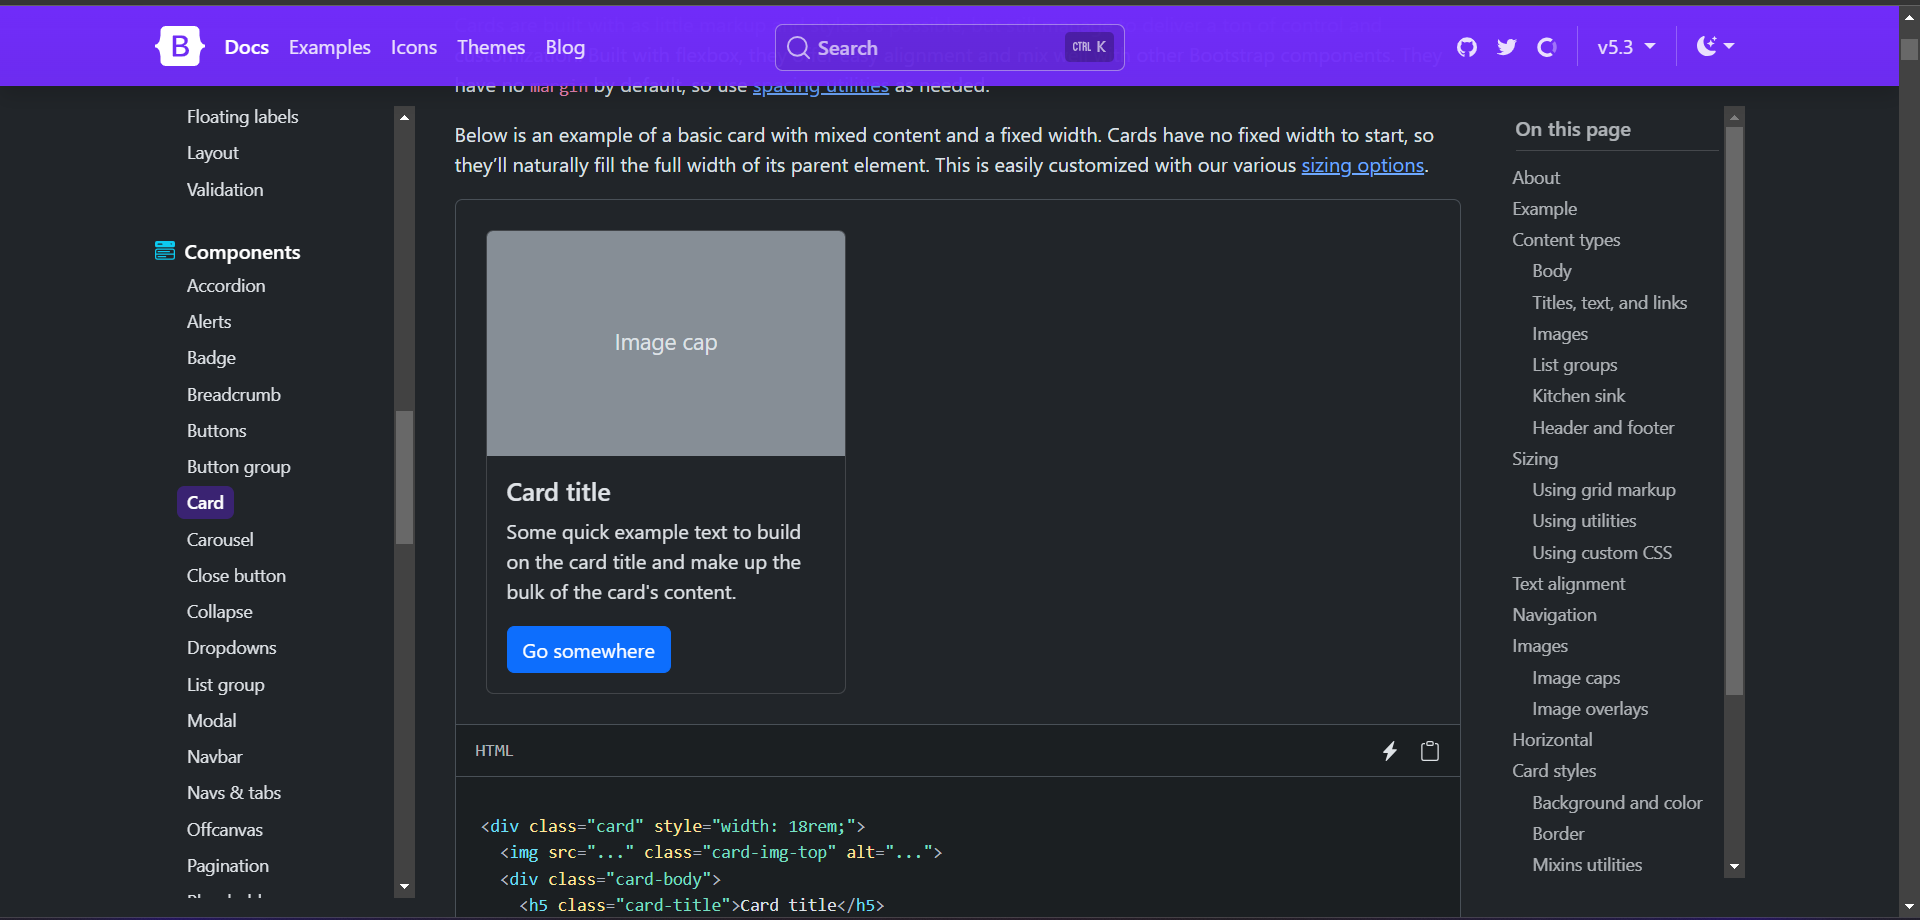 B
Docs
Examples
Icons
Themes
Blog
Search
CTRL K
v5.3
Floating labels
Layout
Validation
Components
Accordion
Alerts
Badge
Breadcrumb
Buttons
Button group
Card
Carousel
Close button
Collapse
Dropdowns
List group
Modal
Navbar
Navs & tabs
Offcanvas
Pagination
customization. Built with flexbox, they other Bootstrap components. They
have no margin by default, so use spacing utilities as needed.
Below is an example of a basic card with mixed content and a fixed width. Cards have no fixed width to start, so
they’ll naturally fill the full width of its parent element. This is easily customized with our various sizing options.
Image cap
Card title
Some quick example text to build
on the card title and make up the
bulk of the card's content.
Go somewhere
HTML
<div class="card" style="width: 18rem;">
<img src="..." class="card-img-top" alt="...">
<div class="card-body">
<h5 class="card-title">Card title</h5>
On this page
About
Example
Content types
Body
Titles, text, and links
Images
List groups
Kitchen sink
Header and footer
Sizing
Using grid markup
Using utilities
Using custom CSS
Text alignment
Navigation
Images
Image caps
Image overlays
Horizontal
Card styles
Background and color
Border
Mixins utilities